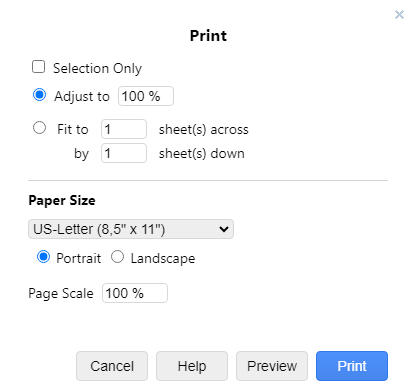 Print
Selection Only
Adjust to 100 %
Fit to 1 sheet(s) across
by 1 sheet(s) down
Paper Size
US-Letter (8,5" x 11")
Portrait Landscape
Page Scale 100 %
Cancel Help Preview Print